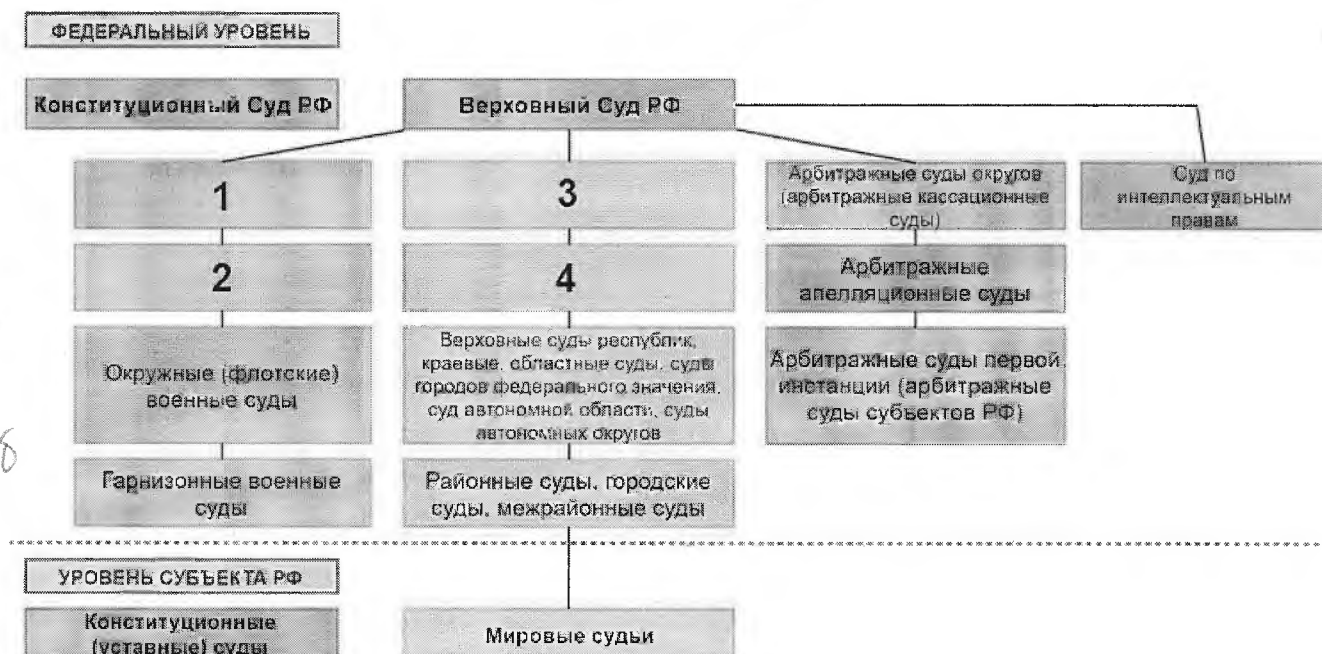 ФЕДЕРАЛЬНЫЙ УРОВЕНЬ
Конституционный Суд РФ
Верховный Суд РФ
1
3
Арбитражные суды округов
(арбитражные кассационные
суды)
Суд по
интеллектуальным
правам
2
4
Арбитражные
апелляционные суды
Окружные (флотские)
военные суды
Верховные суды республик,
краевые, областные суды, суды
городов федерального значения,
суд автономной области, суды
автономных округов
Арбитражные суды первой
инстанции (арбитражные
суды субъектов РФ)
Гарнизонные военные
суды
Районные суды, городские
суды, межрайонные суды
УРОВЕНЬ СУБЪЕКТА РФ
Конституционные
(уставные) суды
Мировые судьи